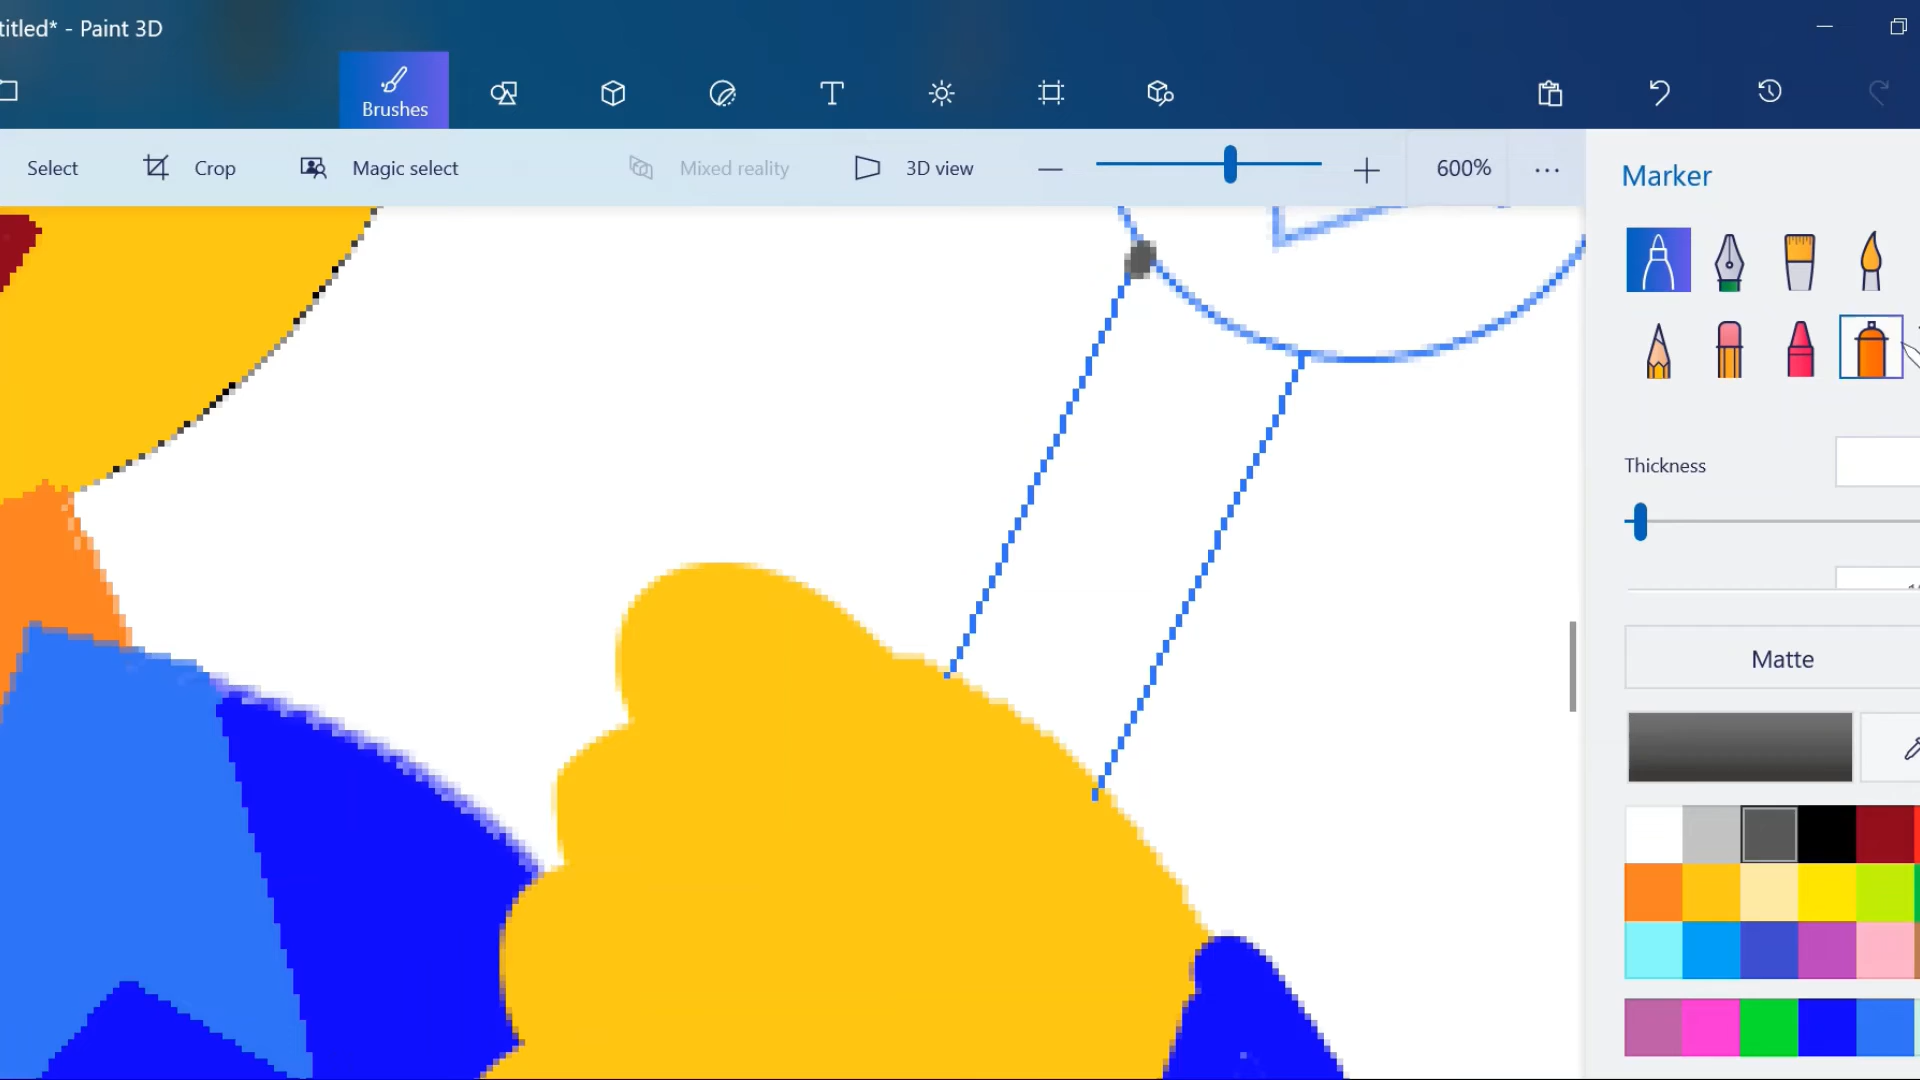 titled* - Paint 3D
Brushes
Select
Crop
Magic select
Mixed reality
3D view
600%
Marker
Thickness
Matte